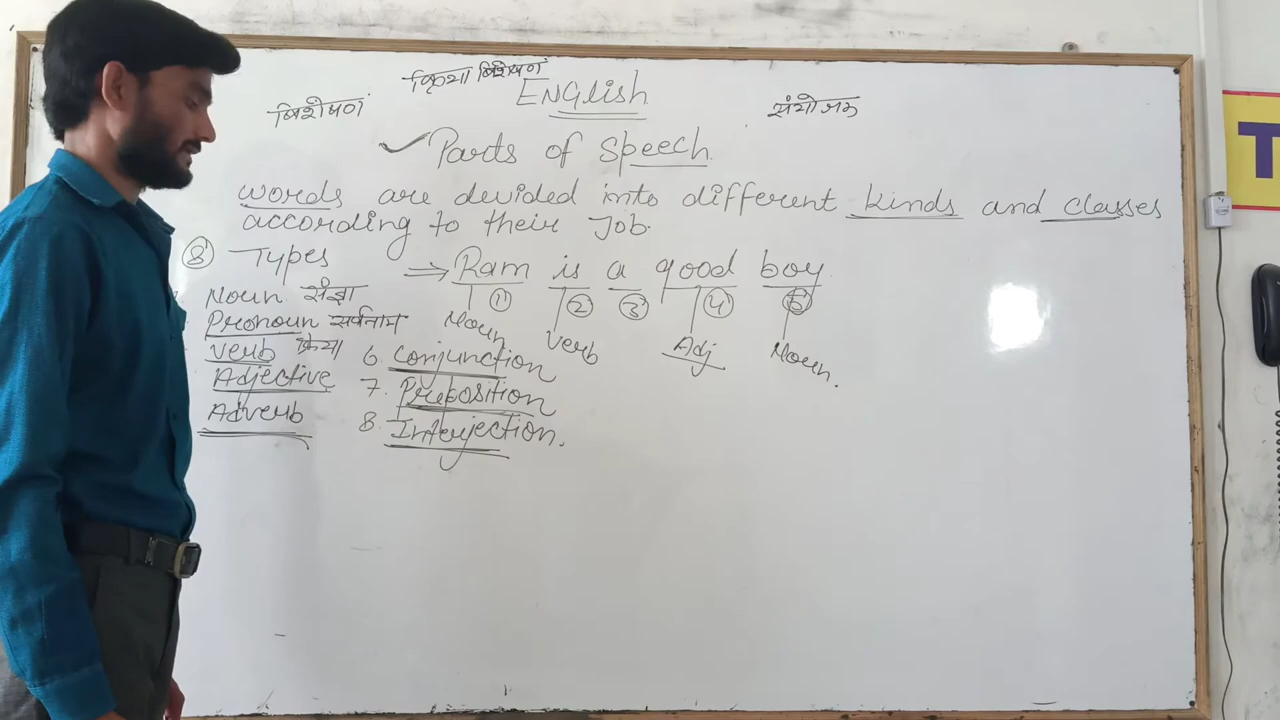 क्रिया विशेषण
ENGlish
विशेषण
संयोजक
Parts of Speech
words are devided into different kinds and classes
according to their Job.
8 Types
⇒ Ram is a good boy
1 2 3 4 5
Noun संज्ञा
Noun Verb Adj Noun.
Pronoun सर्वनाम
Verb क्रिया
Adjective
Adverb
6. Conjunction
7. Preposition
8. Interjection.
T